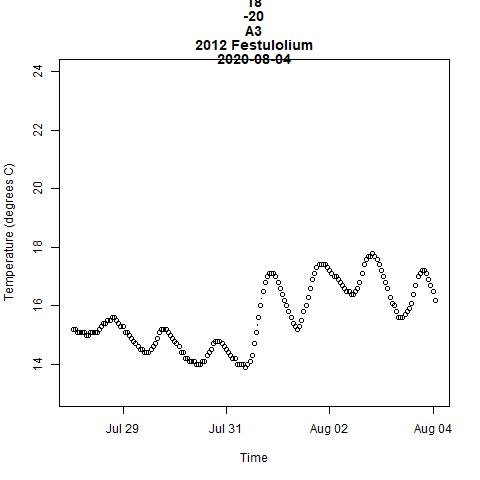 18
-20
A3
2012 Festulolium
2020-08-04
Temperature (degrees C)
24
22
20
18
16
14
Jul 29
Jul 31
Aug 02
Aug 04
Time